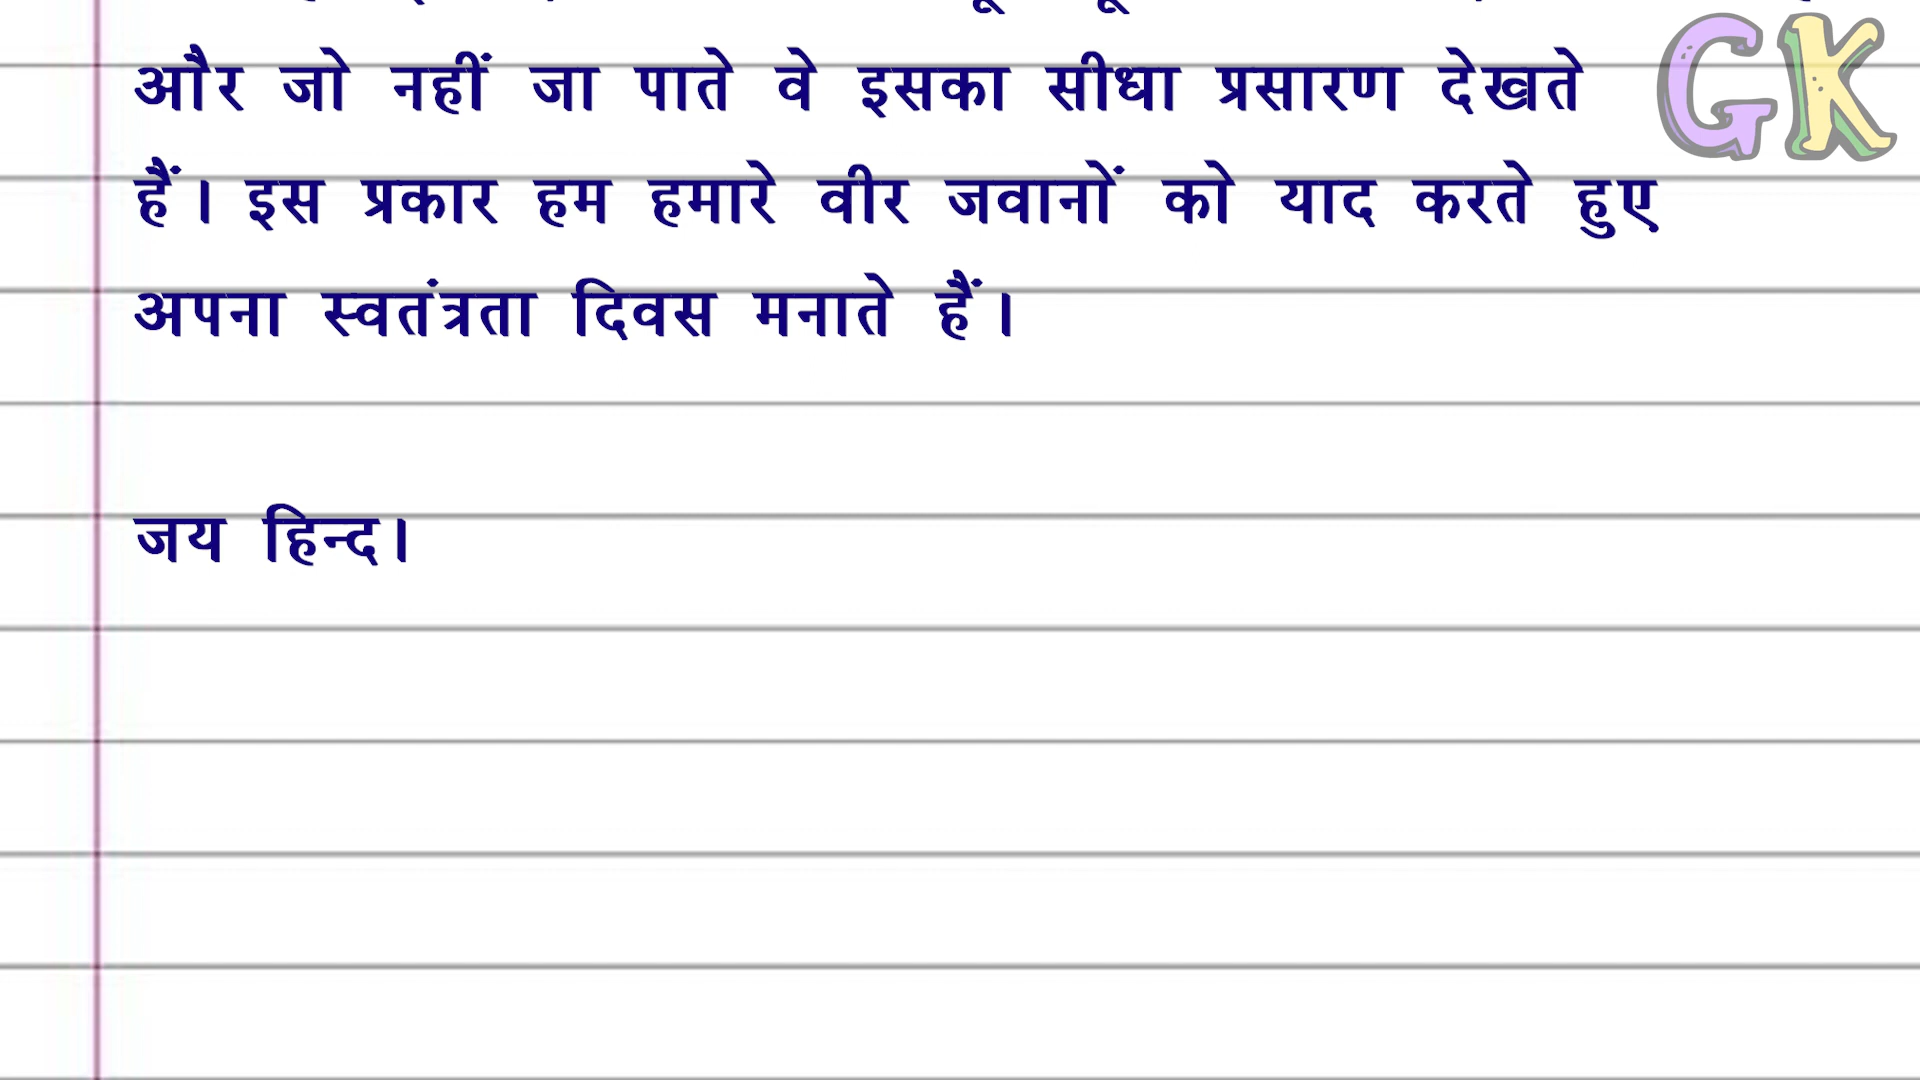 GK
और जो नहीं जा पाते वे इसका सीधा प्रसारण देखते
हैं। इस प्रकार हम हमारे वीर जवानों को याद करते हुए
अपना स्वतंत्रता दिवस मनाते हैं।
जय हिन्द।